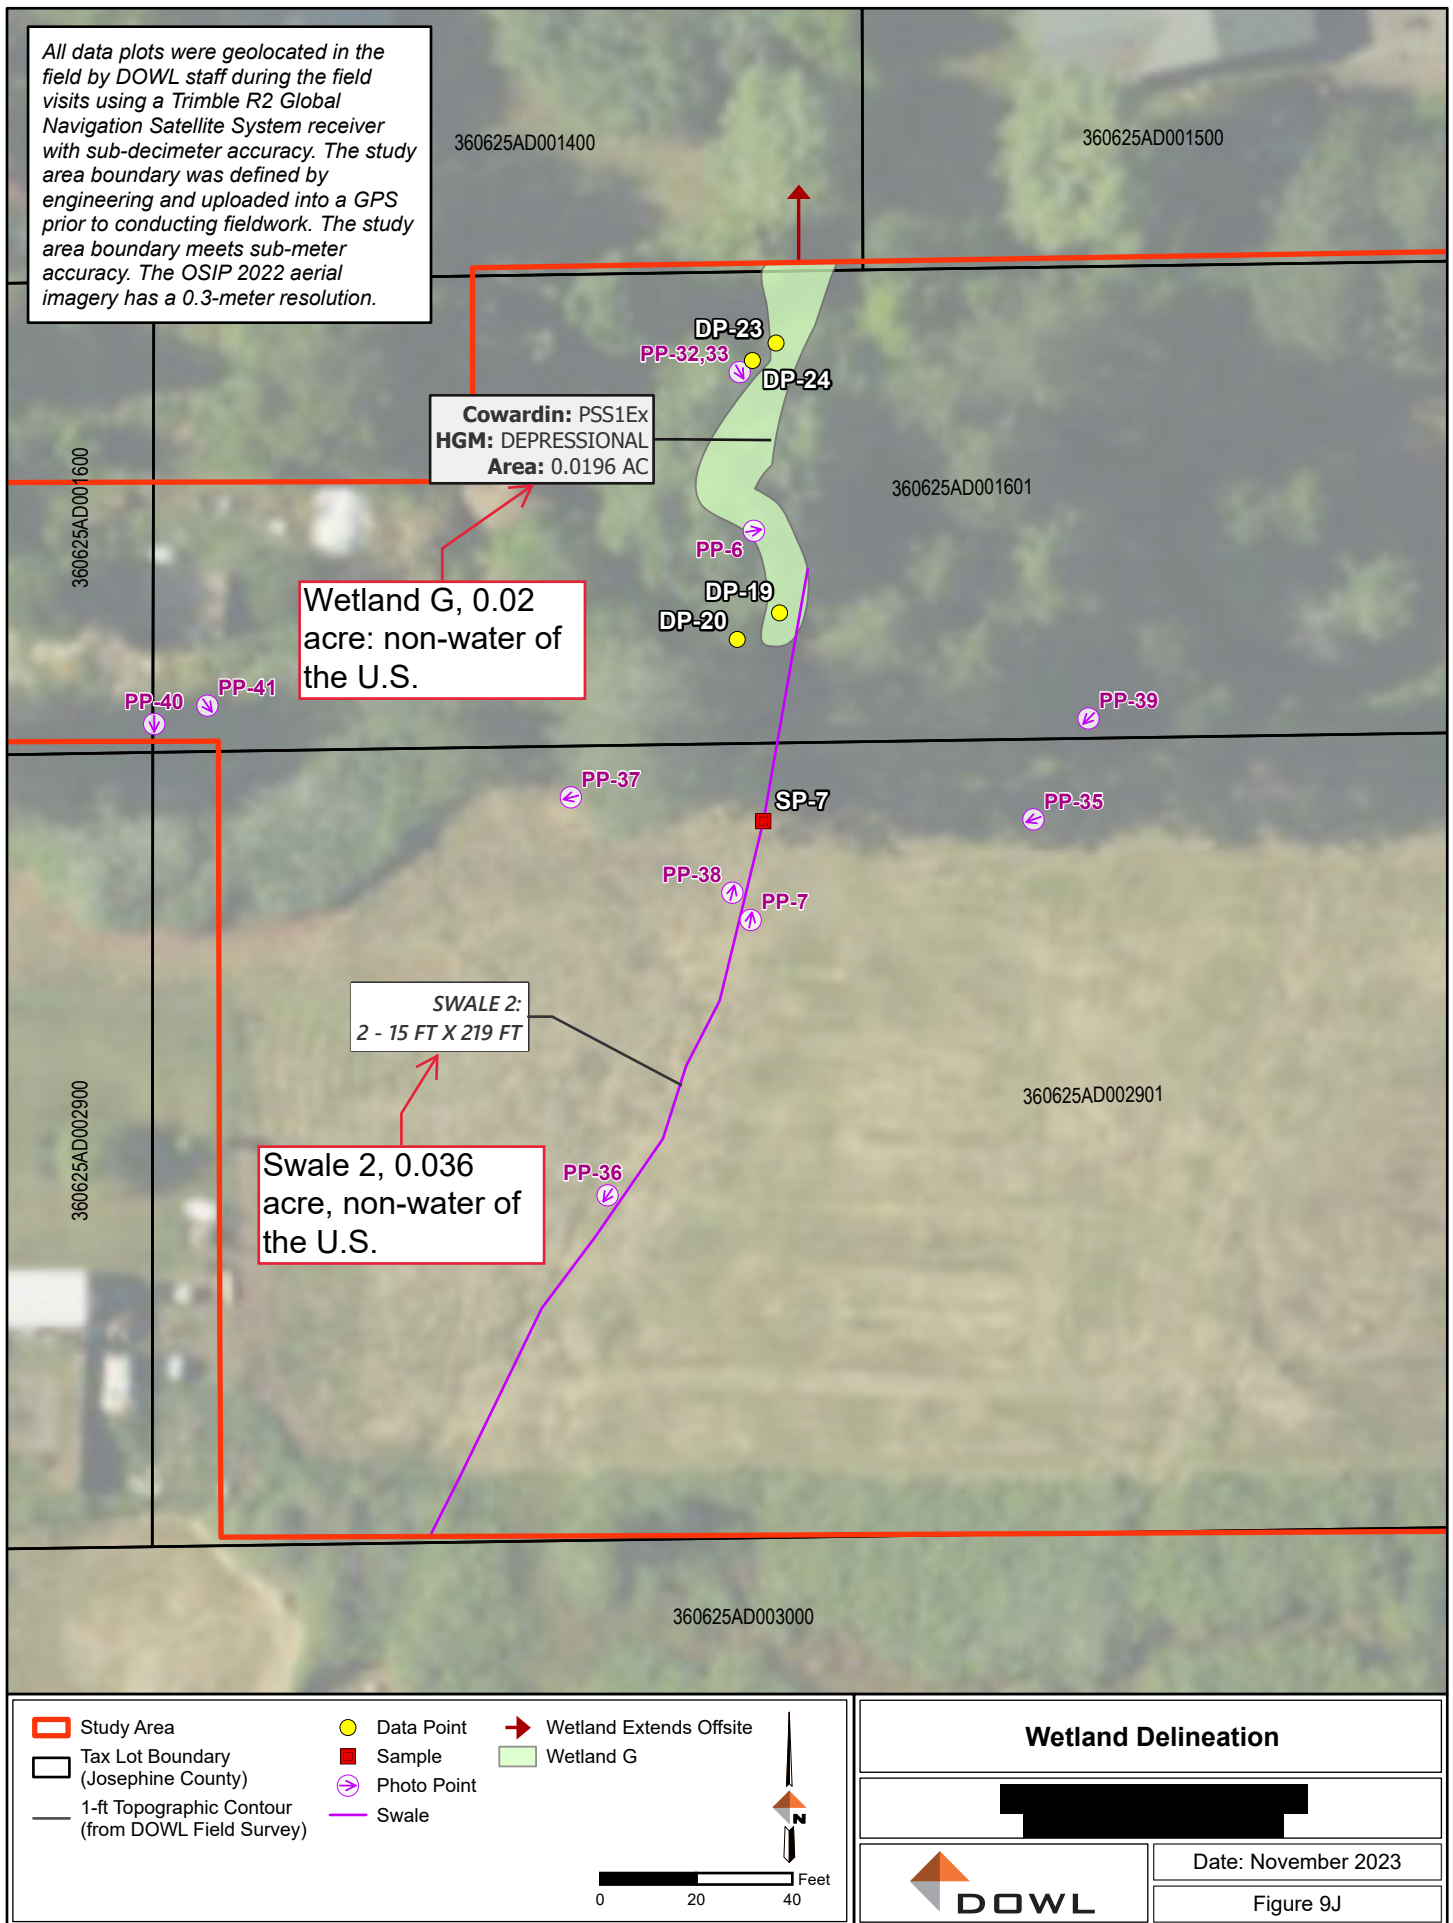 All data plots were geolocated in the
field by DOWL staff during the field
visits using a Trimble R2 Global
Navigation Satellite System receiver
with sub-decimeter accuracy. The study
area boundary was defined by
engineering and uploaded into a GPS
prior to conducting fieldwork. The study
area boundary meets sub-meter
accuracy. The OSIP 2022 aerial
imagery has a 0.3-meter resolution.
360625AD001400
360625AD001500
DP-23
PP-32,33
DP-24
Cowardin: PSS1Ex
HGM: DEPRESSIONAL
Area: 0.0196 AC
360625AD001600
360625AD001601
PP-6
Wetland G, 0.02
acre: non-water of
the U.S.
DP-19
DP-20
PP-40
PP-41
PP-39
PP-37
SP-7
PP-35
PP-38
PP-7
SWALE 2:
2 - 15 FT X 219 FT
360625AD002900
360625AD002901
Swale 2, 0.036
acre, non-water of
the U.S.
PP-36
360625AD003000
Study Area
Tax Lot Boundary
(Josephine County)
1-ft Topographic Contour
(from DOWL Field Survey)
Data Point
Sample
Photo Point
Swale
Wetland Extends Offsite
Wetland G
N
Feet
0 20 40
Wetland Delineation
DOWL
Date: November 2023
Figure 9J